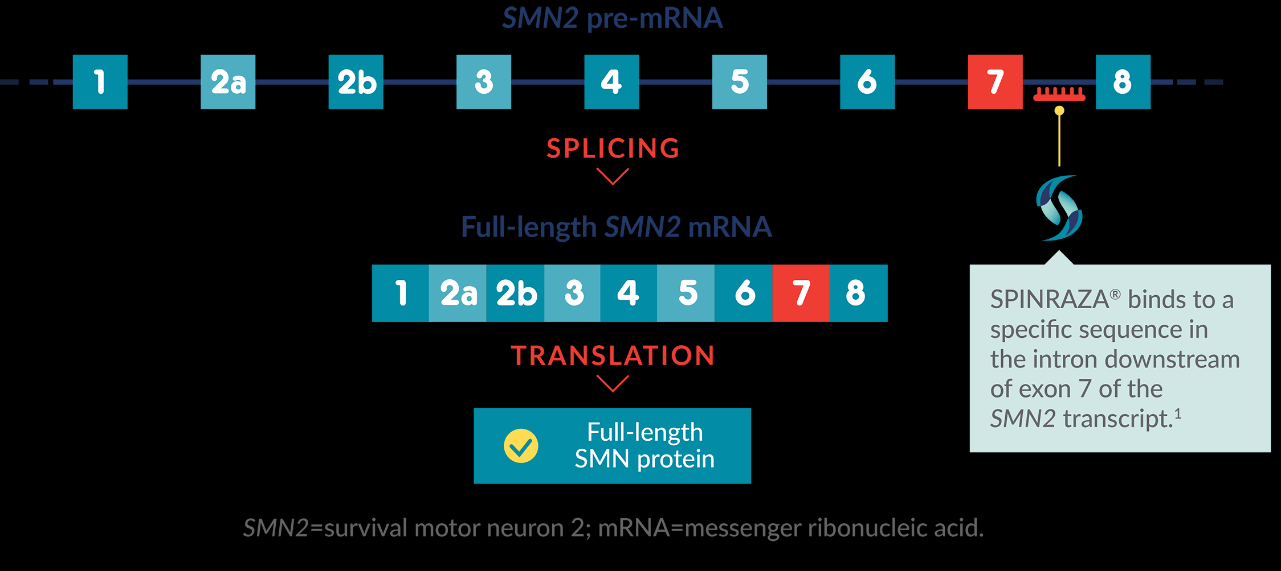 SMN2 pre-mRNA
1 2a 2b 3 4 5 6 7 8
SPLICING
Full-length SMN2 mRNA
1 2a 2b 3 4 5 6 7 8
TRANSLATION
Full-length
SMN protein
SPINRAZA® binds to a
specific sequence in
the intron downstream
of exon 7 of the
SMN2 transcript.¹
SMN2=survival motor neuron 2; mRNA=messenger ribonucleic acid.